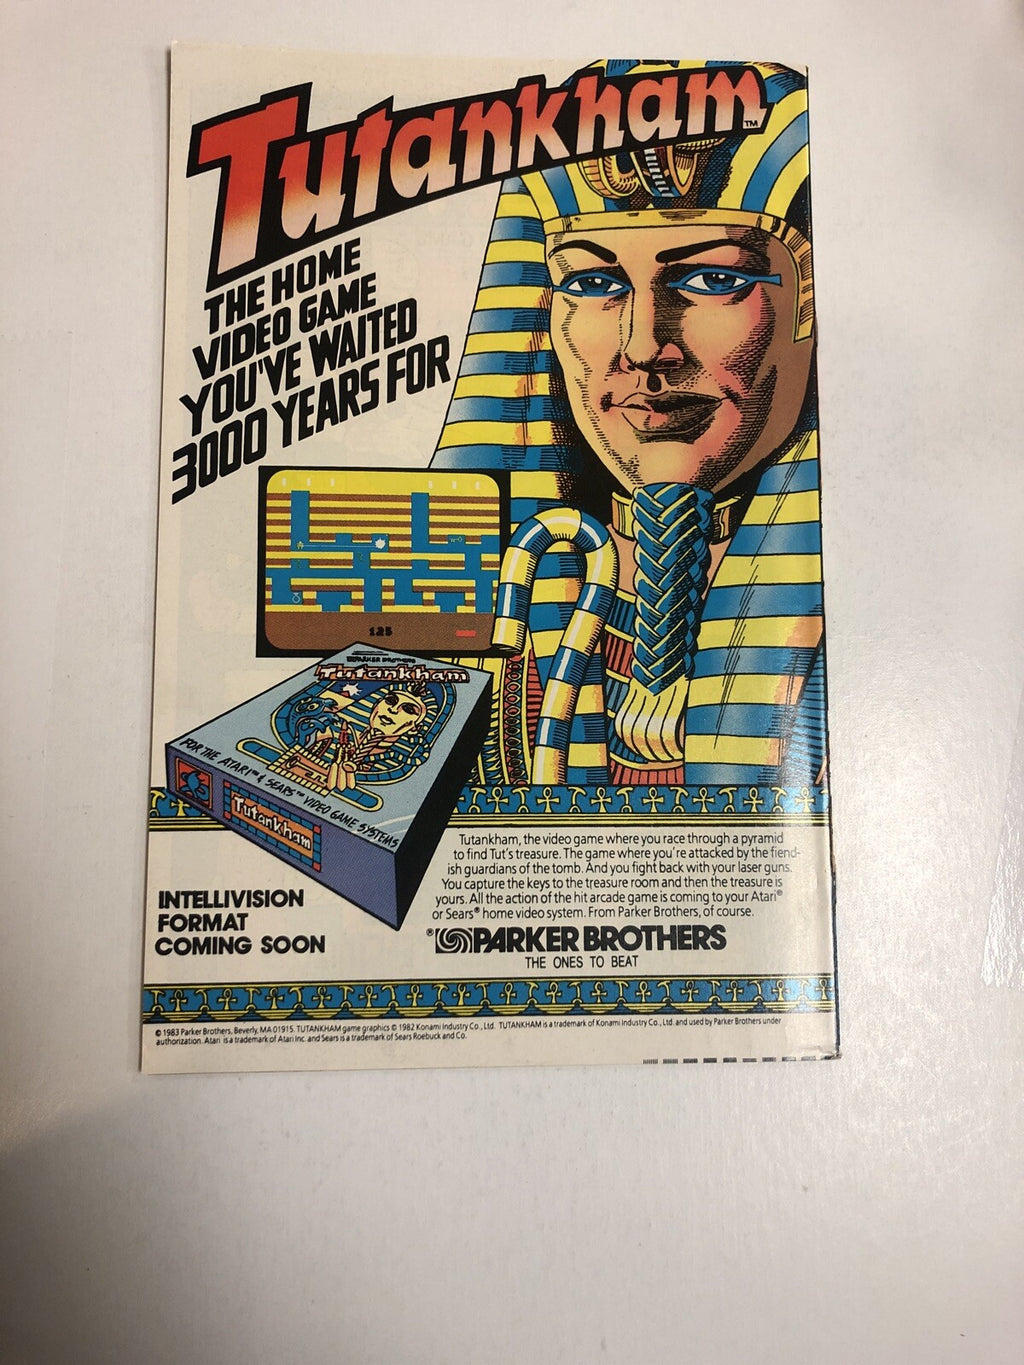 Tutankham™
THE HOME
VIDEO GAME
YOU'VE WAITED
3000 YEARS FOR
125
PARKER BROTHERS
Tutankham
FOR THE ATARI™ & SEARS™ VIDEO GAME SYSTEMS
Tutankham
INTELLIVISION
FORMAT
COMING SOON
Tutankham, the video game where you race through a pyramid
to find Tut's treasure. The game where you're attacked by the fiend-
ish guardians of the tomb. And you fight back with your laser guns.
You capture the keys to the treasure room and then the treasure is
yours. All the action of the hit arcade game is coming to your Atari®
or Sears® home video system. From Parker Brothers, of course.
® PARKER BROTHERS
THE ONES TO BEAT
© 1983 Parker Brothers, Beverly, MA 01915. TUTANKHAM game graphics © 1982 Konami Industry Co., Ltd. TUTANKHAM is a trademark of Konami Industry Co., Ltd. and used by Parker Brothers under
authorization. Atari is a trademark of Atari Inc. and Sears is a trademark of Sears Roebuck and Co.